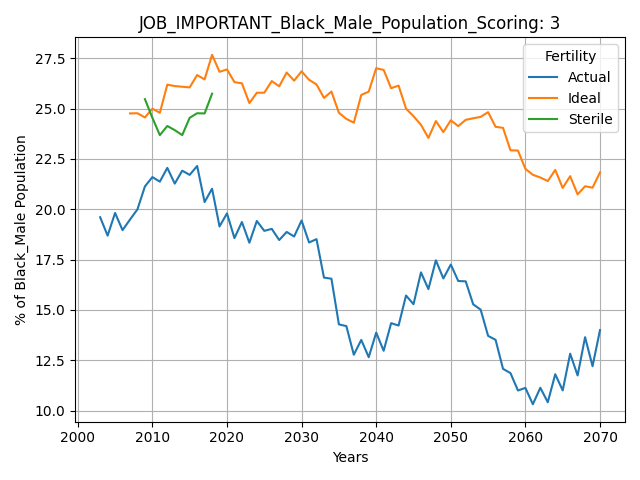 JOB_IMPORTANT_Black_Male_Population_Scoring: 3
Fertility
Actual
Ideal
Sterile
% of Black_Male Population
27.5
25.0
22.5
20.0
17.5
15.0
12.5
10.0
2000 2010 2020 2030 2040 2050 2060 2070
Years